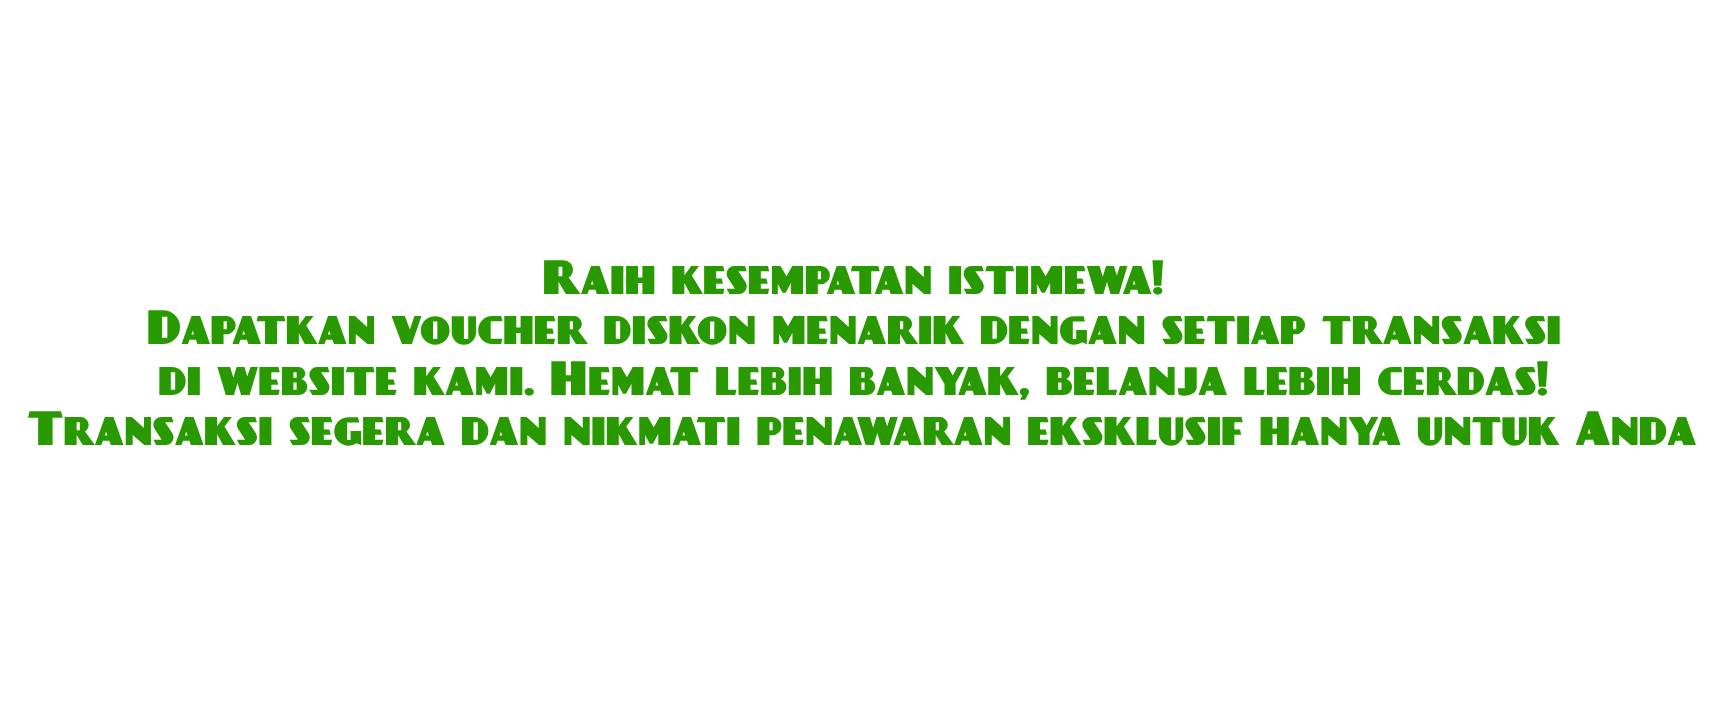 Raih kesempatan istimewa!
Dapatkan voucher diskon menarik dengan setiap transaksi
di website kami. Hemat lebih banyak, belanja lebih cerdas!
Transaksi segera dan nikmati penawaran eksklusif hanya untuk Anda